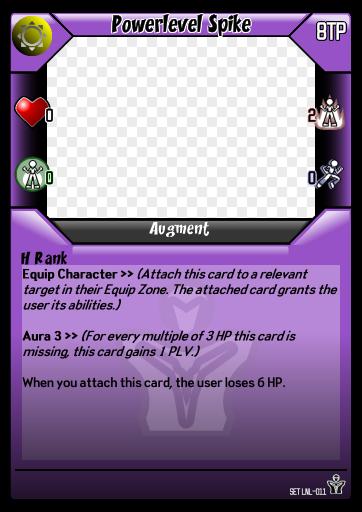 Powerlevel Spike
8TP
0
2
0
0
Augment
H Rank
Equip Character >> (Attach this card to a relevant
target in their Equip Zone. The attached card grants the
user its abilities.)
Aura 3 >> (For every multiple of 3 HP this card is
missing, this card gains 1 PLV.)
When you attach this card, the user loses 6 HP.
SET LNL-011